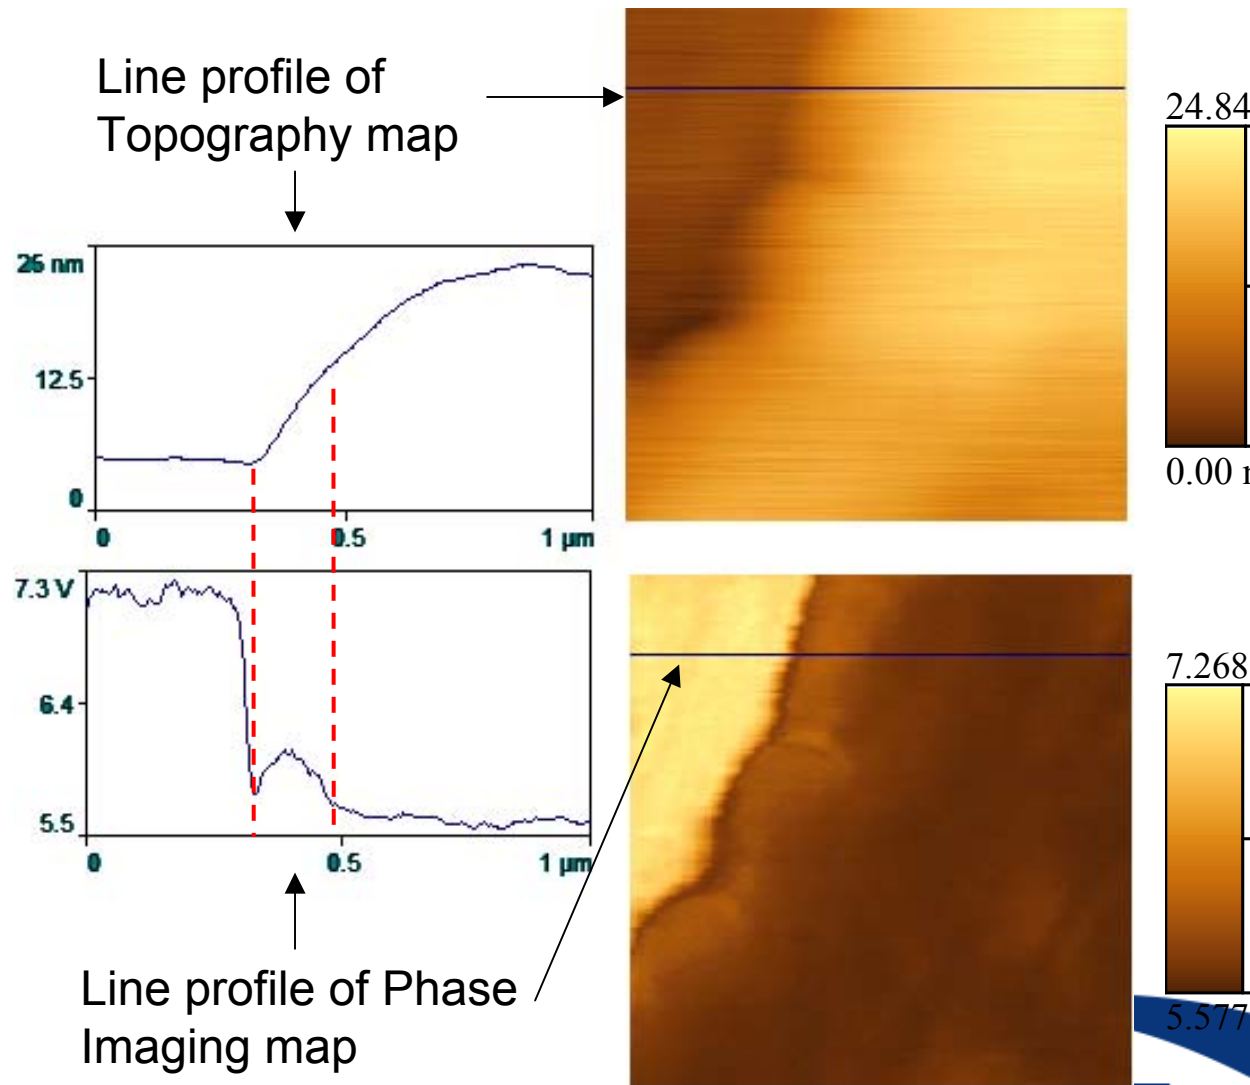 Line profile of
Topography map
24.84
26 nm
12.5
0
0 0.5 1 µm
0.00
7.3 V
6.4
5.5
0 0.5 1 µm
7.268
5.577
Line profile of Phase
Imaging map